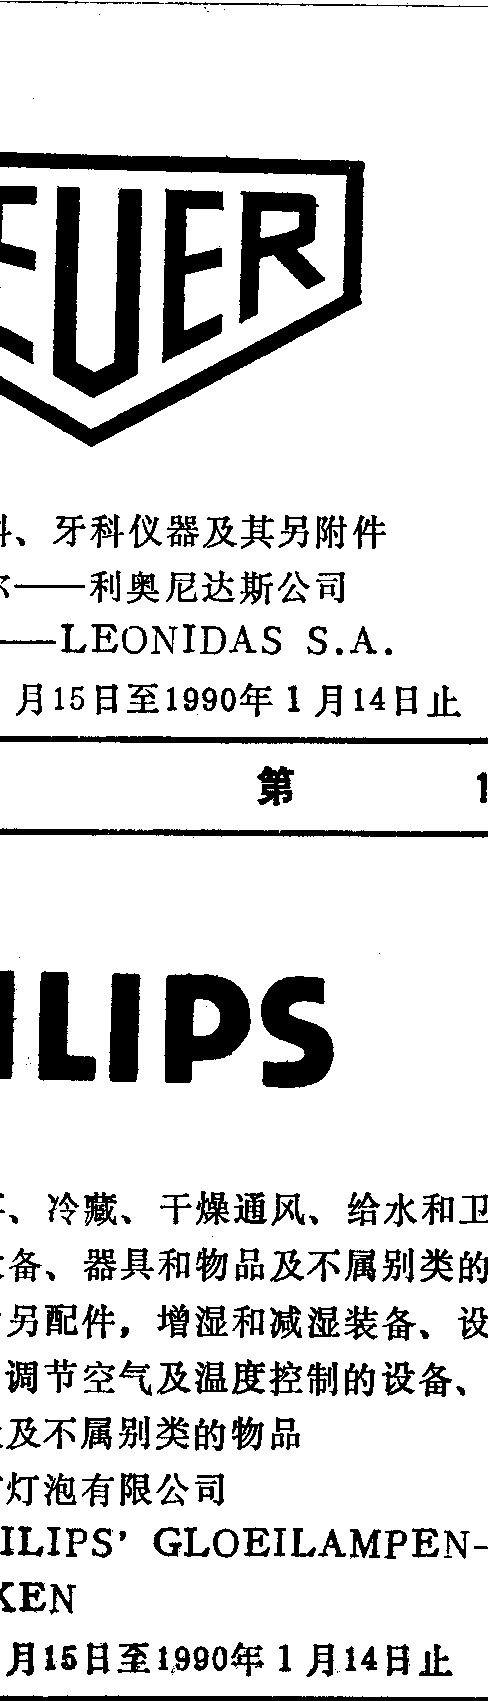 EUER
、牙科仪器及其另附件
——利奥尼达斯公司
——LEONIDAS S.A.
月15日至1990年1月14日止
第 1
ILIPS
、冷藏、干燥通风、给水和卫
备、器具和物品及不属别类的
另配件，增湿和减湿装备、设
调节空气及温度控制的设备、
及不属别类的物品
灯泡有限公司
ILIPS' GLOEILAMPEN-
KEN
月15日至1990年1月14日止